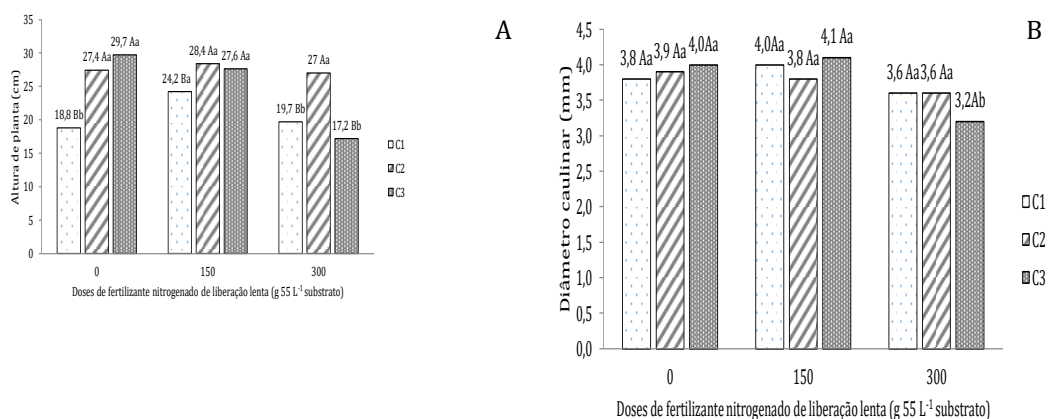 A
Altura de planta (cm)
35
30
25
20
15
10
5
0
18,8 Bb
27,4 Aa
29,7 Aa
24,2 Ba
28,4 Aa
27,6 Aa
19,7 Bb
27 Aa
17,2 Bb
0
150
300
Doses de fertilizante nitrogenado de liberação lenta (g 55 L⁻¹ substrato)
C1
C2
C3
B
Diâmetro caulinar (mm)
4,5
4,0
3,5
3,0
2,5
2,0
1,5
1,0
0,5
0,0
3,8 Aa
3,9 Aa
4,0Aa
4,0Aa
3,8 Aa
4,1 Aa
3,6 Aa
3,6 Aa
3,2Ab
0
150
300
Doses de fertilizante nitrogenado de liberação lenta (g 55 L⁻¹ substrato)
C1
C2
C3